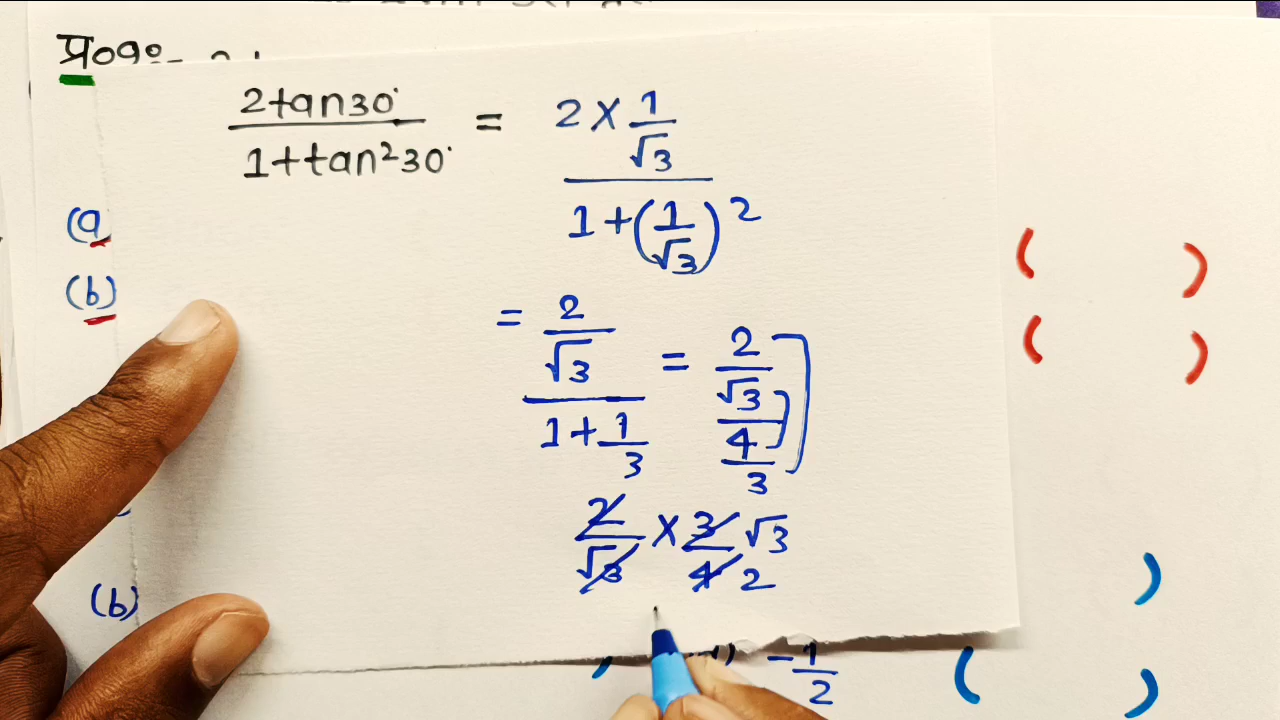 प्र०१०-
2tan30° / 1+tan²30° = 2 × 1/√3 / 1+(1/√3)²
(a
(b)
= 2/√3 / 1+1/3 = 2/√3 / 4/3
2/√3 × 3/4 √3 2
(b)
-1/2